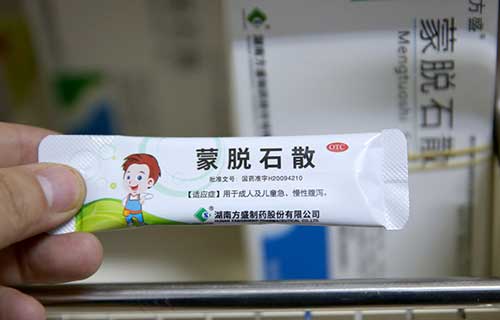 蒙脱石散
OTC
批准文号：国药准字H20094210
【适应症】用于成人及儿童急、慢性腹泻。
湖南方盛制药股份有限公司
方盛
蒙脱石散
Mengtuoshi